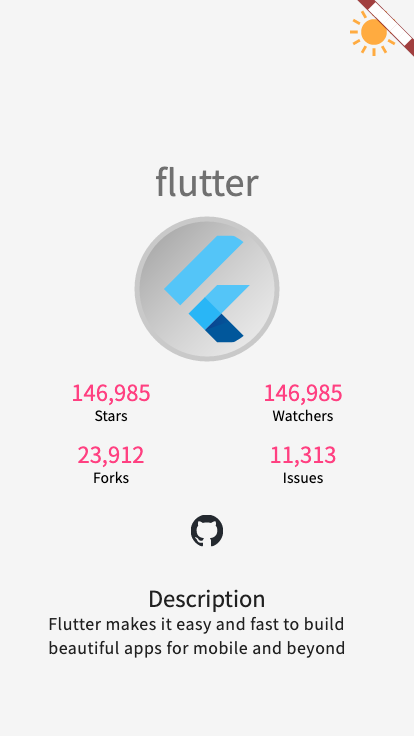 flutter
146,985
146,985
Stars
Watchers
23,912
11,313
Forks
Issues
Description
Flutter makes it easy and fast to build
beautiful apps for mobile and beyond